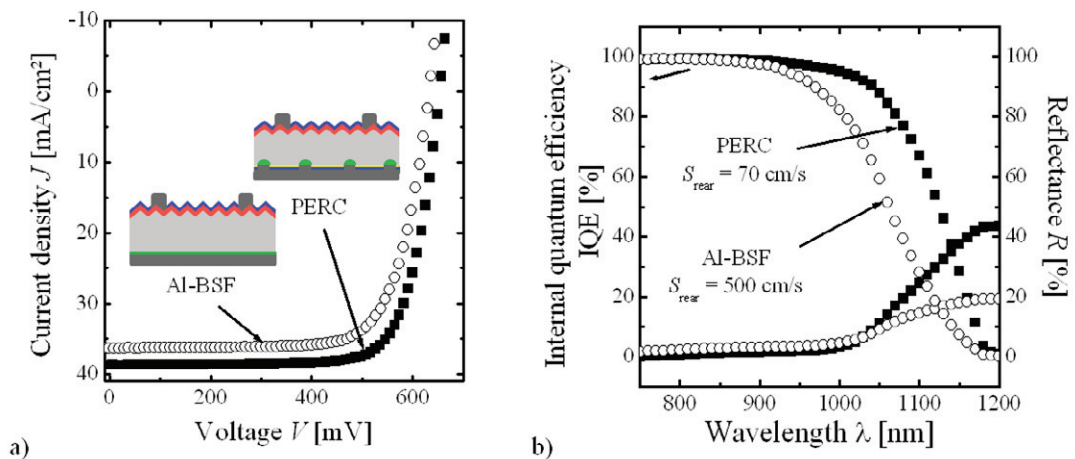 -10
0
10
20
30
40
Current density J [mA/cm²]
PERC
Al-BSF
0 200 400 600
Voltage V [mV]
a)
100
80
60
40
20
0
Internal quantum efficiency
IQE [%]
PERC
S_rear = 70 cm/s
Al-BSF
S_rear = 500 cm/s
100
80
60
40
20
0
Reflectance R [%]
800 900 1000 1100 1200
Wavelength λ [nm]
b)